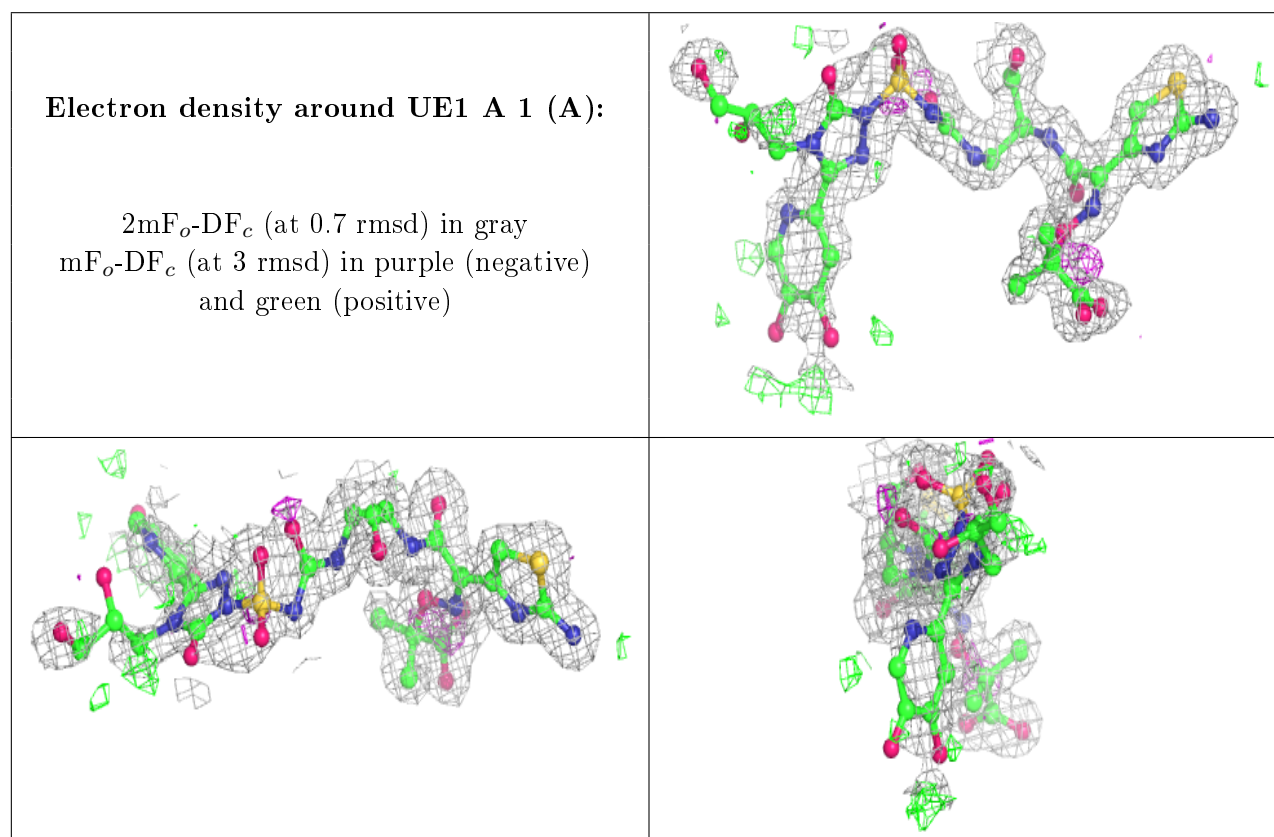 Electron density around UE1 A 1 (A):
2mFₒ-DF𝒸 (at 0.7 rmsd) in gray
mFₒ-DF𝒸 (at 3 rmsd) in purple (negative)
and green (positive)